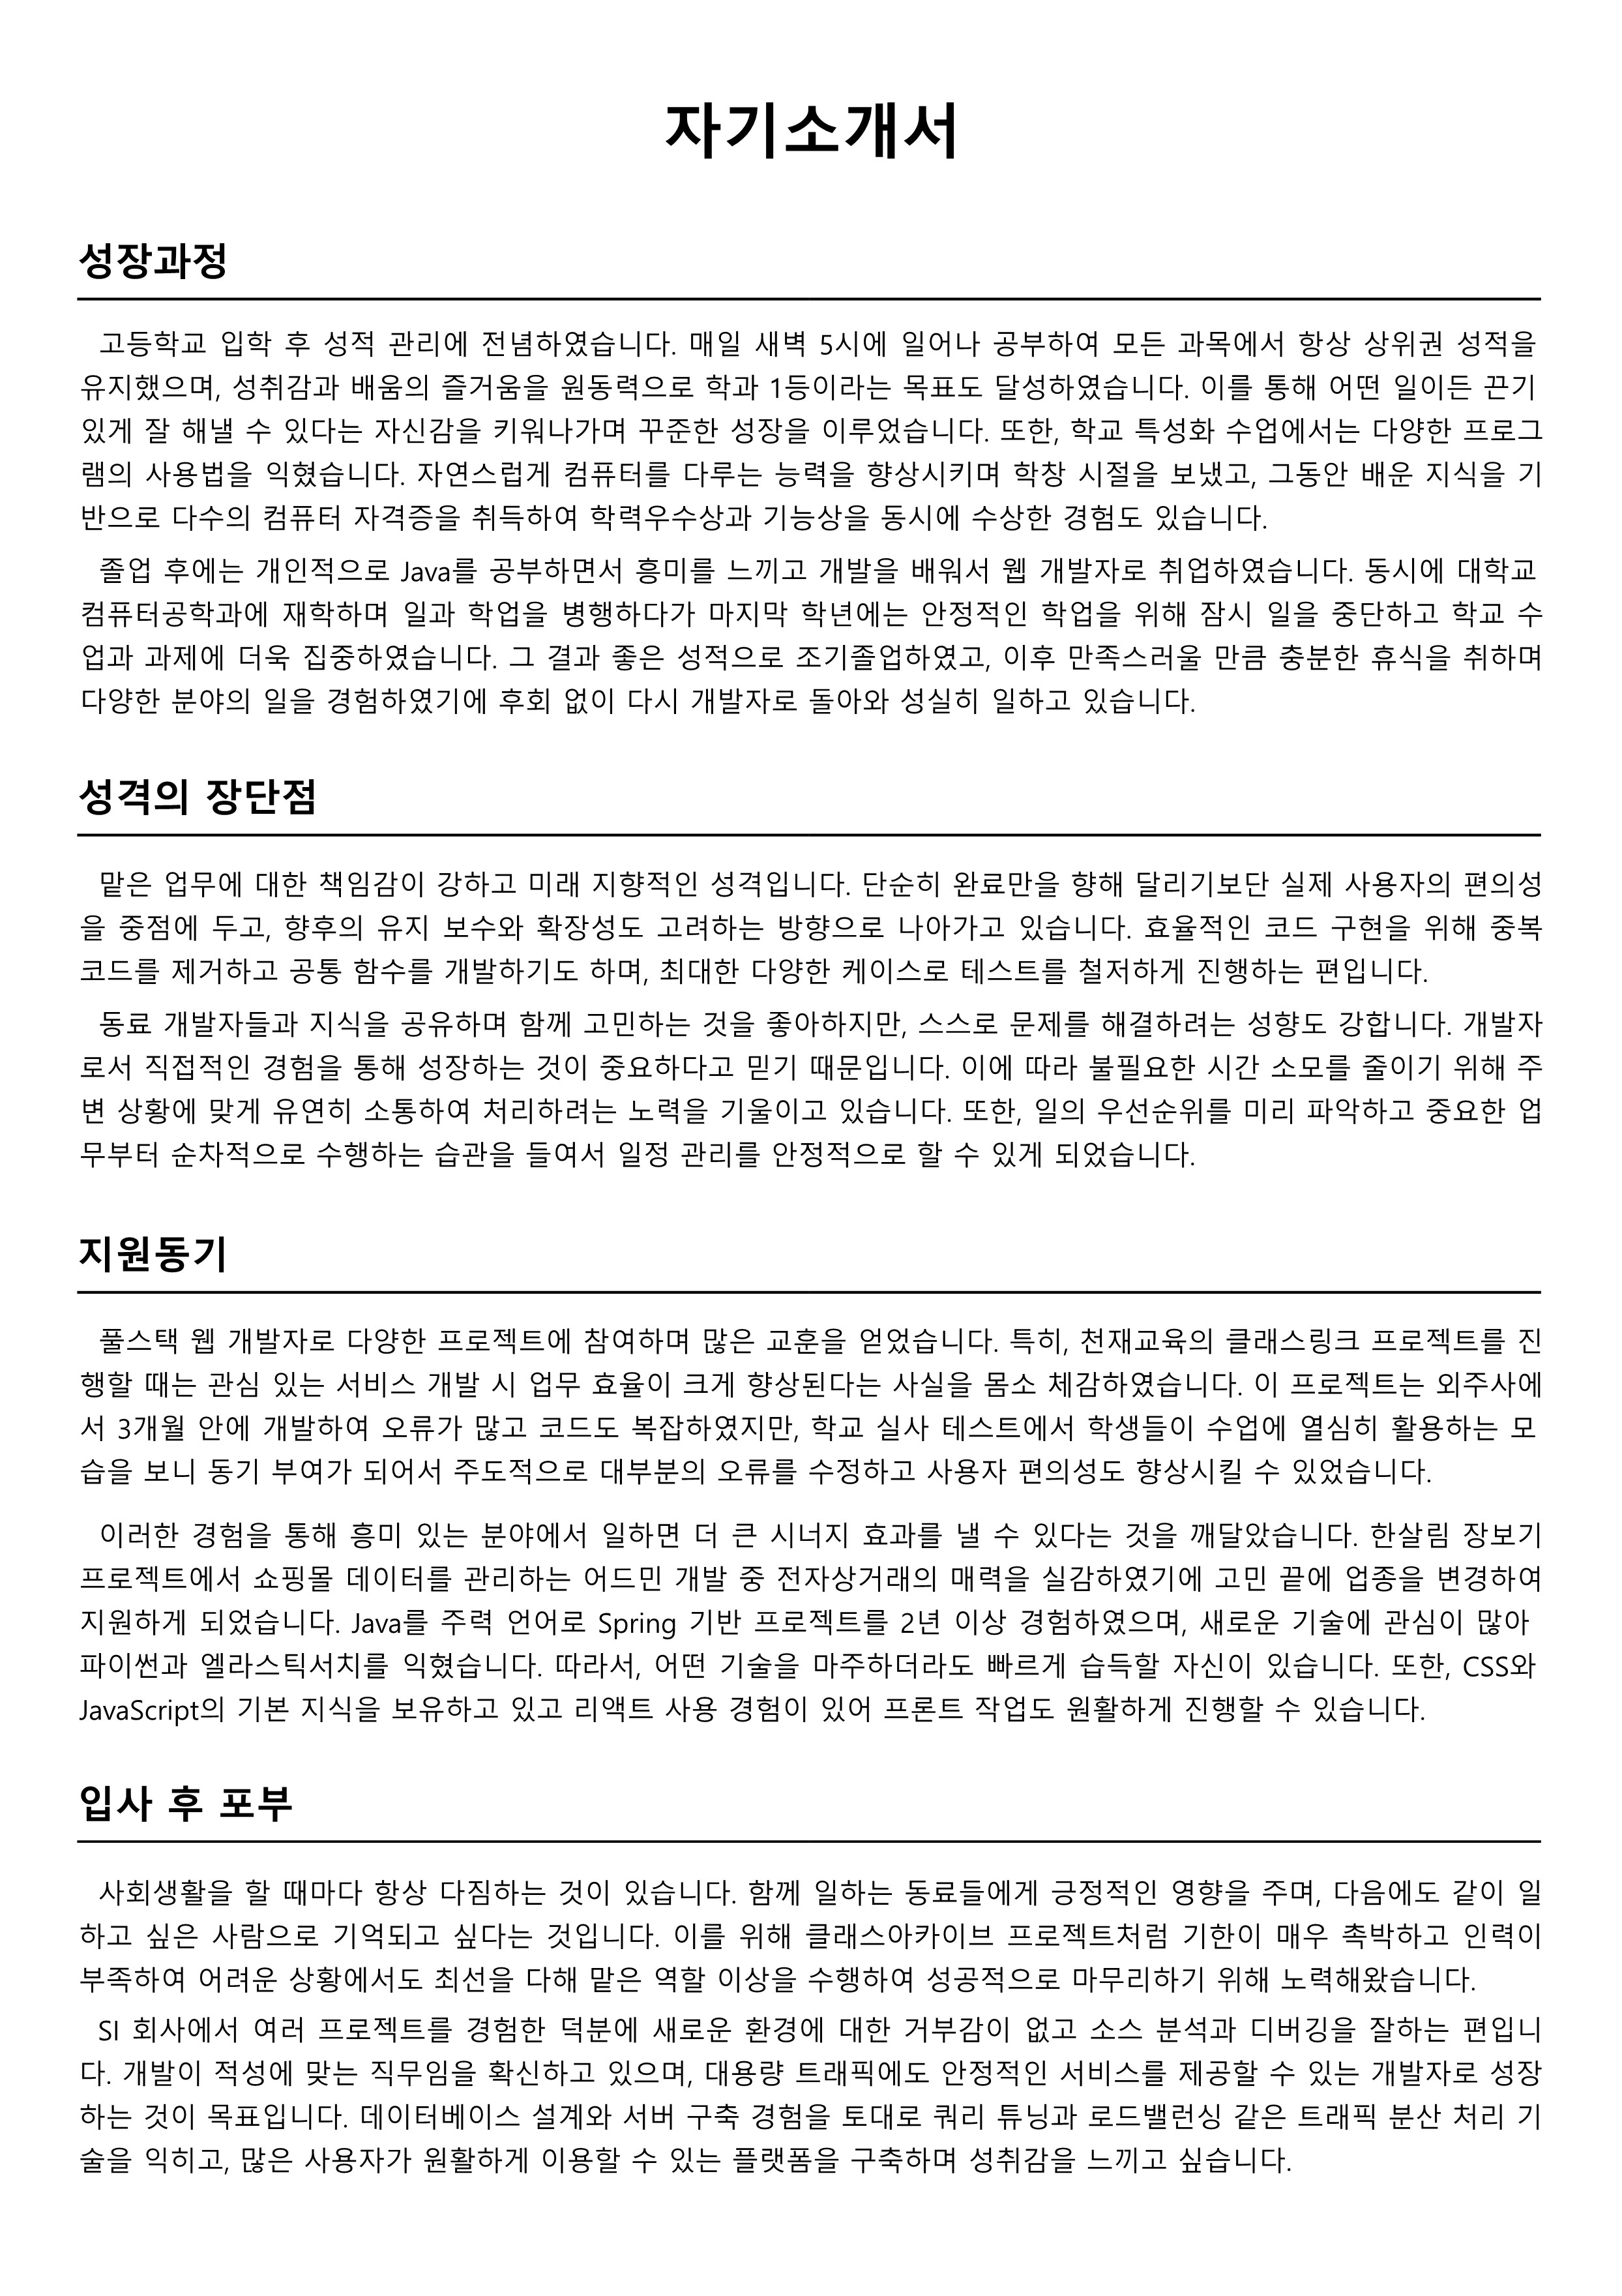 자기소개서
성장과정
고등학교 입학 후 성적 관리에 전념하였습니다. 매일 새벽 5시에 일어나 공부하여 모든 과목에서 항상 상위권 성적을
유지했으며, 성취감과 배움의 즐거움을 원동력으로 학과 1등이라는 목표도 달성하였습니다. 이를 통해 어떤 일이든 끈기
있게 잘 해낼 수 있다는 자신감을 키워나가며 꾸준한 성장을 이루었습니다. 또한, 학교 특성화 수업에서는 다양한 프로그
램의 사용법을 익혔습니다. 자연스럽게 컴퓨터를 다루는 능력을 향상시키며 학창 시절을 보냈고, 그동안 배운 지식을 기
반으로 다수의 컴퓨터 자격증을 취득하여 학력우수상과 기능상을 동시에 수상한 경험도 있습니다.
졸업 후에는 개인적으로 Java를 공부하면서 흥미를 느끼고 개발을 배워서 웹 개발자로 취업하였습니다. 동시에 대학교
컴퓨터공학과에 재학하며 일과 학업을 병행하다가 마지막 학년에는 안정적인 학업을 위해 잠시 일을 중단하고 학교 수
업과 과제에 더욱 집중하였습니다. 그 결과 좋은 성적으로 조기졸업하였고, 이후 만족스러울 만큼 충분한 휴식을 취하며
다양한 분야의 일을 경험하였기에 후회 없이 다시 개발자로 돌아와 성실히 일하고 있습니다.
성격의 장단점
맡은 업무에 대한 책임감이 강하고 미래 지향적인 성격입니다. 단순히 완료만을 향해 달리기보단 실제 사용자의 편의성
을 중점에 두고, 향후의 유지 보수와 확장성도 고려하는 방향으로 나아가고 있습니다. 효율적인 코드 구현을 위해 중복
코드를 제거하고 공통 함수를 개발하기도 하며, 최대한 다양한 케이스로 테스트를 철저하게 진행하는 편입니다.
동료 개발자들과 지식을 공유하며 함께 고민하는 것을 좋아하지만, 스스로 문제를 해결하려는 성향도 강합니다. 개발자
로서 직접적인 경험을 통해 성장하는 것이 중요하다고 믿기 때문입니다. 이에 따라 불필요한 시간 소모를 줄이기 위해 주
변 상황에 맞게 유연히 소통하여 처리하려는 노력을 기울이고 있습니다. 또한, 일의 우선순위를 미리 파악하고 중요한 업
무부터 순차적으로 수행하는 습관을 들여서 일정 관리를 안정적으로 할 수 있게 되었습니다.
지원동기
풀스택 웹 개발자로 다양한 프로젝트에 참여하며 많은 교훈을 얻었습니다. 특히, 천재교육의 클래스링크 프로젝트를 진
행할 때는 관심 있는 서비스 개발 시 업무 효율이 크게 향상된다는 사실을 몸소 체감하였습니다. 이 프로젝트는 외주사에
서 3개월 안에 개발하여 오류가 많고 코드도 복잡하였지만, 학교 실사 테스트에서 학생들이 수업에 열심히 활용하는 모
습을 보니 동기 부여가 되어서 주도적으로 대부분의 오류를 수정하고 사용자 편의성도 향상시킬 수 있었습니다.
이러한 경험을 통해 흥미 있는 분야에서 일하면 더 큰 시너지 효과를 낼 수 있다는 것을 깨달았습니다. 한살림 장보기
프로젝트에서 쇼핑몰 데이터를 관리하는 어드민 개발 중 전자상거래의 매력을 실감하였기에 고민 끝에 업종을 변경하여
지원하게 되었습니다. Java를 주력 언어로 Spring 기반 프로젝트를 2년 이상 경험하였으며, 새로운 기술에 관심이 많아
파이썬과 엘라스틱서치를 익혔습니다. 따라서, 어떤 기술을 마주하더라도 빠르게 습득할 자신이 있습니다. 또한, CSS와
JavaScript의 기본 지식을 보유하고 있고 리액트 사용 경험이 있어 프론트 작업도 원활하게 진행할 수 있습니다.
입사 후 포부
사회생활을 할 때마다 항상 다짐하는 것이 있습니다. 함께 일하는 동료들에게 긍정적인 영향을 주며, 다음에도 같이 일
하고 싶은 사람으로 기억되고 싶다는 것입니다. 이를 위해 클래스아카이브 프로젝트처럼 기한이 매우 촉박하고 인력이
부족하여 어려운 상황에서도 최선을 다해 맡은 역할 이상을 수행하여 성공적으로 마무리하기 위해 노력해왔습니다.
SI 회사에서 여러 프로젝트를 경험한 덕분에 새로운 환경에 대한 거부감이 없고 소스 분석과 디버깅을 잘하는 편입니
다. 개발이 적성에 맞는 직무임을 확신하고 있으며, 대용량 트래픽에도 안정적인 서비스를 제공할 수 있는 개발자로 성장
하는 것이 목표입니다. 데이터베이스 설계와 서버 구축 경험을 토대로 쿼리 튜닝과 로드밸런싱 같은 트래픽 분산 처리 기
술을 익히고, 많은 사용자가 원활하게 이용할 수 있는 플랫폼을 구축하며 성취감을 느끼고 싶습니다.